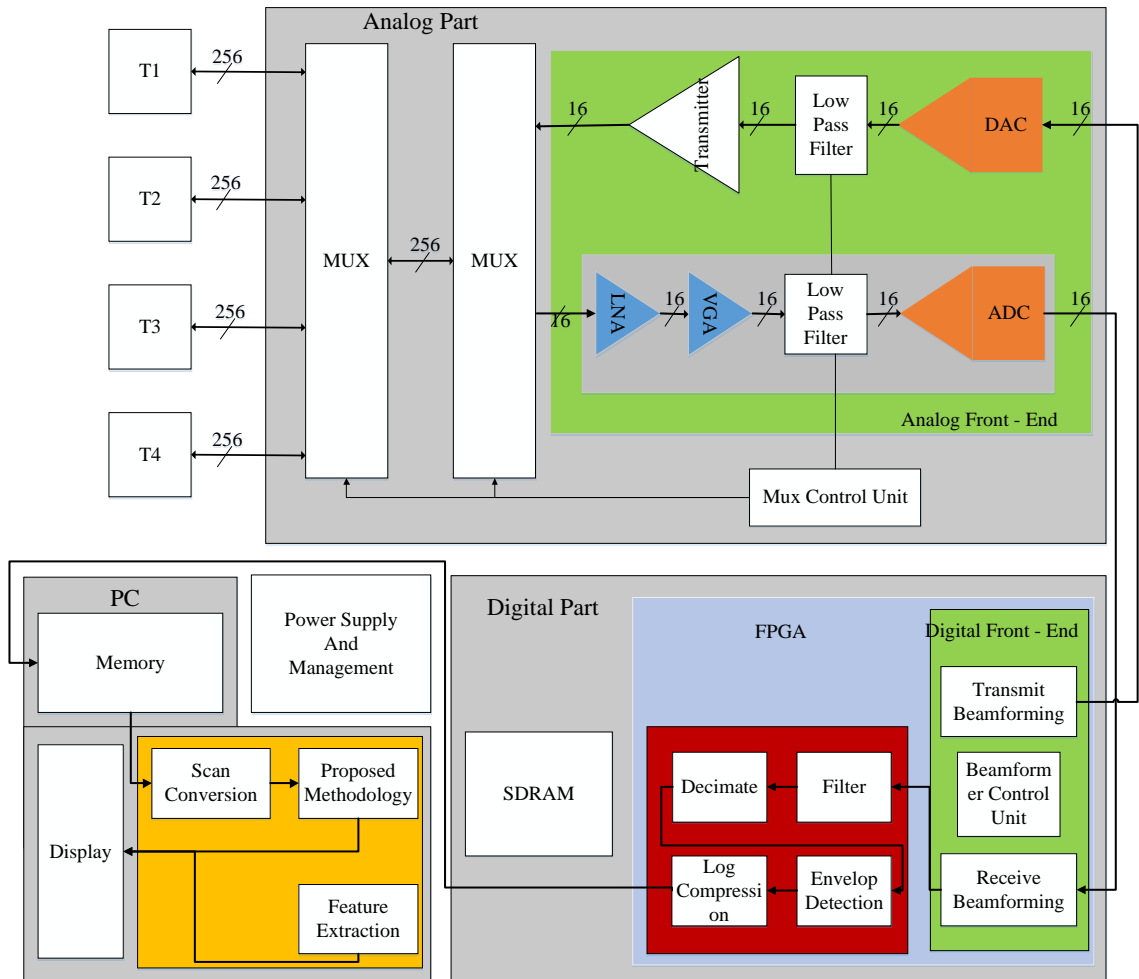 Analog Part
T1
256
T2
256
T3
256
T4
256
MUX
256
MUX
16
Transmitter
16
Low
Pass
Filter
16
DAC
16
16
LNA
16
VGA
16
Low
Pass
Filter
16
ADC
16
Analog Front - End
Mux Control Unit
PC
Memory
Power Supply
And
Management
Display
Scan
Conversion
Proposed
Methodology
Feature
Extraction
Digital Part
SDRAM
FPGA
Decimate
Filter
Log
Compressi
on
Envelop
Detection
Digital Front - End
Transmit
Beamforming
Beamform
er Control
Unit
Receive
Beamforming